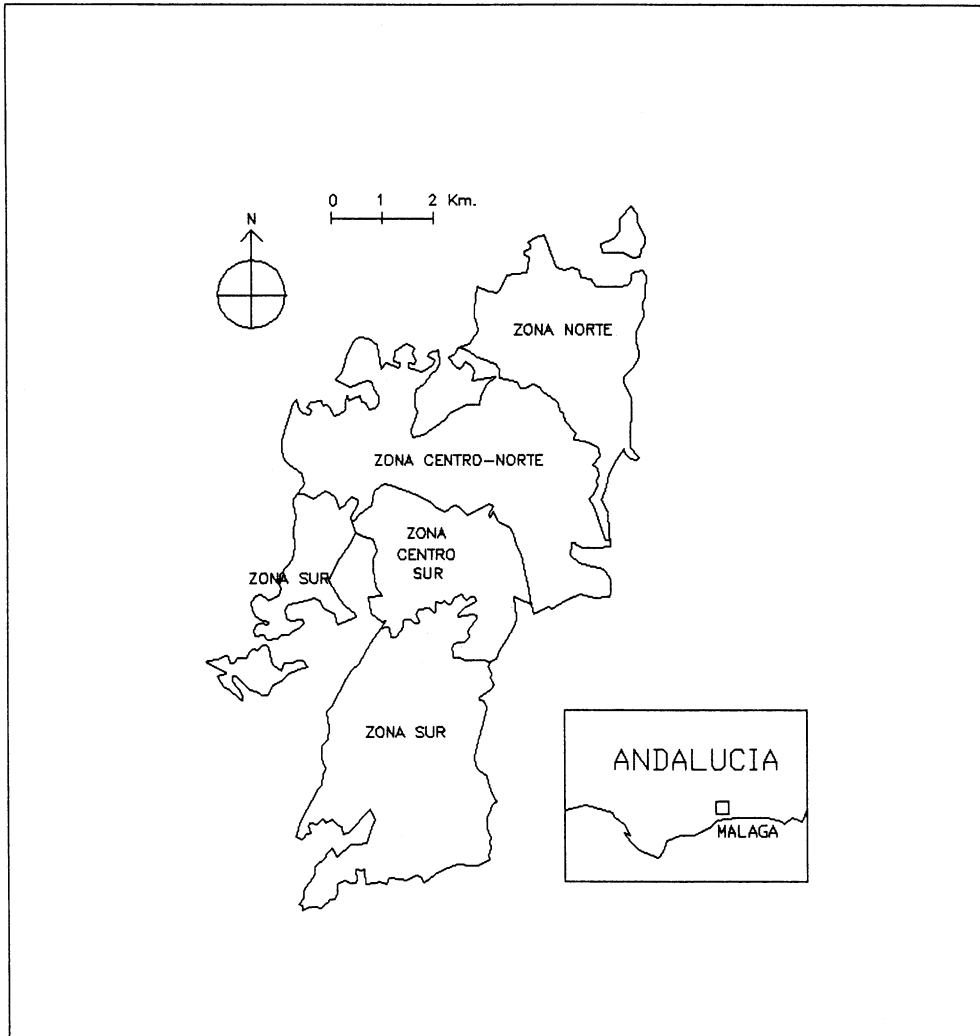 0 1 2 Km.
N
ZONA NORTE
ZONA CENTRO-NORTE
ZONA
CENTRO
SUR
ZONA SUR
ZONA SUR
ANDALUCIA
MALAGA